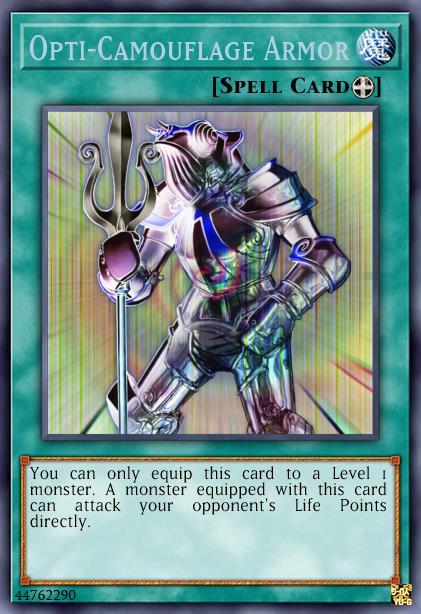 Opti-Camouflage Armor
魔
[Spell Card]
You can only equip this card to a Level 1
monster. A monster equipped with this card
can attack your opponent's Life Points
directly.
44762290